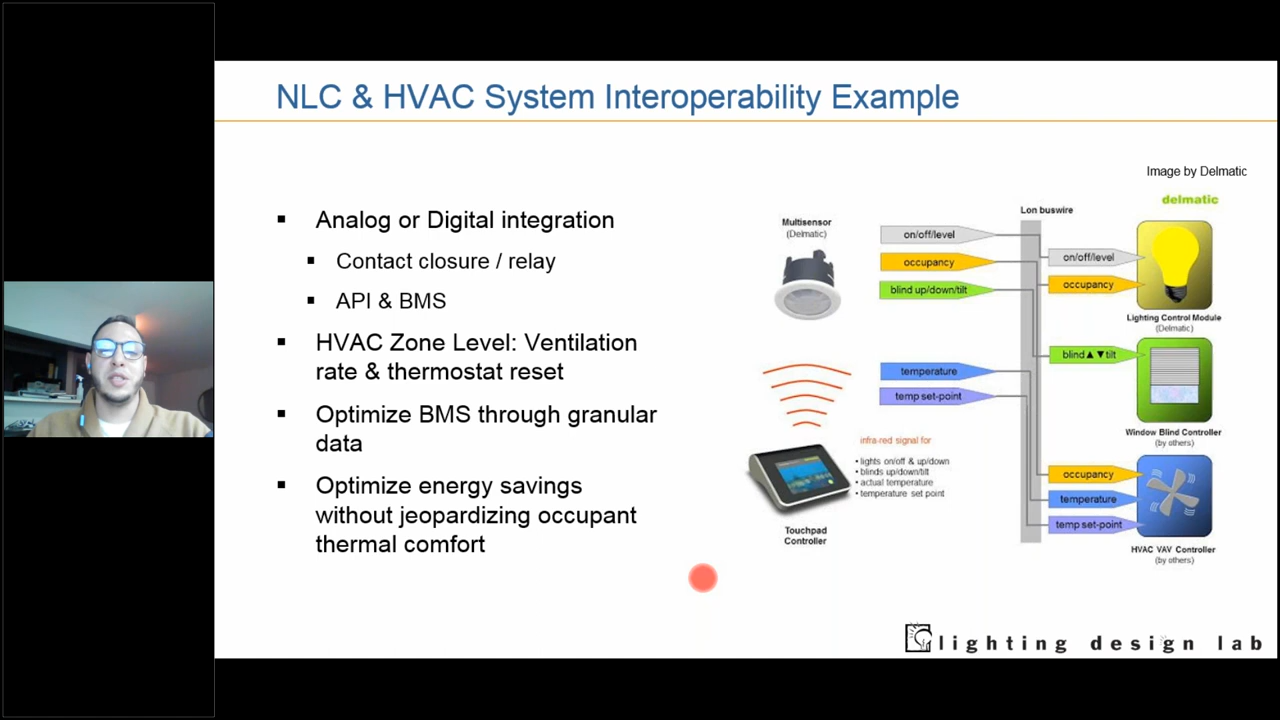 NLC & HVAC System Interoperability Example
▪ Analog or Digital integration
▪ Contact closure / relay
▪ API & BMS
▪ HVAC Zone Level: Ventilation
rate & thermostat reset
▪ Optimize BMS through granular
data
▪ Optimize energy savings
without jeopardizing occupant
thermal comfort
Image by Delmatic
delmatic
Multisensor
(Delmatic)
on/off/level
occupancy
blind up/down/tilt
temperature
temp set-point
infra-red signal for
• lights on/off & up/down
• blinds up/down/tilt
• actual temperature
• temperature set point
Touchpad
Controller
Lon buswire
on/off/level
occupancy
Lighting Control Module
(Delmatic)
blind▲▼tilt
Window Blind Controller
(by others)
occupancy
temperature
temp set-point
HVAC VAV Controller
(by others)
lighting design lab